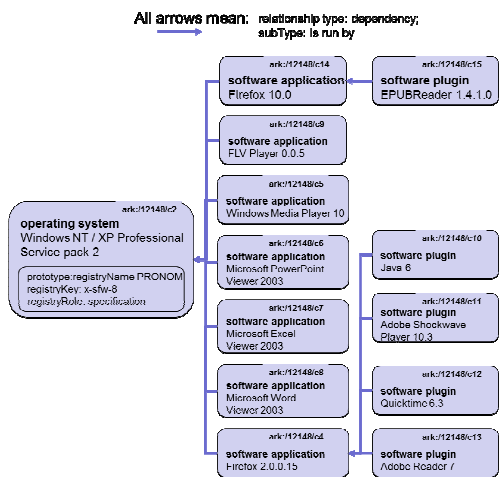 All arrows mean: relationship type: dependency;
subType: is run by
ark:/12148/c14
software application
Firefox 10.0
ark:/12148/c15
software plugin
EPUBReader 1.4.1.0
ark:/12148/c9
software application
FLV Player 0.0.5
ark:/12148/c5
software application
Windows Media Player 10
ark:/12148/c2
operating system
Windows NT / XP Professional
Service pack 2
prototype:registryName PRONOM
registryKey: x-sfw-8
registryRole: specification
ark:/12148/c6
software application
Microsoft PowerPoint
Viewer 2003
ark:/12148/c7
software application
Microsoft Excel
Viewer 2003
ark:/12148/c8
software application
Microsoft Word
Viewer 2003
ark:/12148/c4
software application
Firefox 2.0.0.15
ark:/12148/c10
software plugin
Java 6
ark:/12148/c11
software plugin
Adobe Shockwave
Player 10.3
ark:/12148/c12
software plugin
Quicktime 6.3
ark:/12148/c13
software plugin
Adobe Reader 7